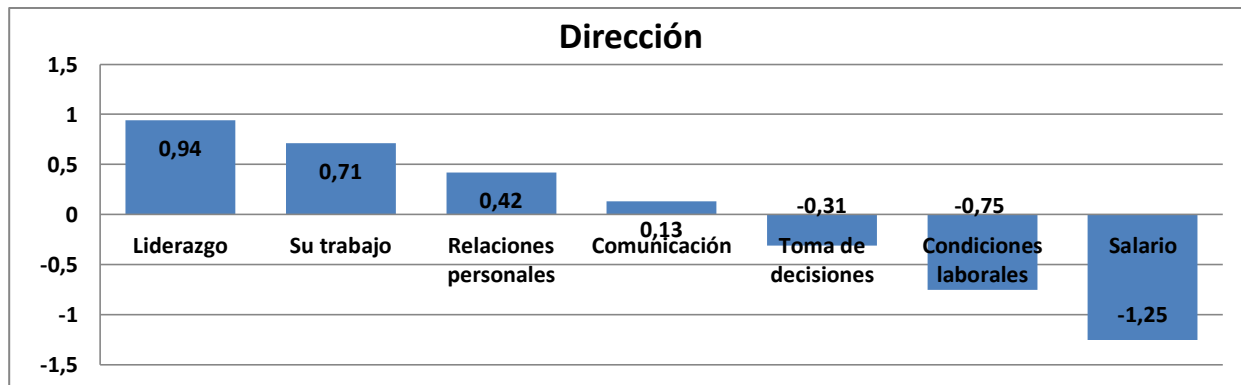 Dirección
1,5
1
0,5
0
-0,5
-1
-1,5
0,94
0,71
0,42
0,13
-0,31
-0,75
-1,25
Liderazgo
Su trabajo
Relaciones
personales
Comunicación
Toma de
decisiones
Condiciones
laborales
Salario